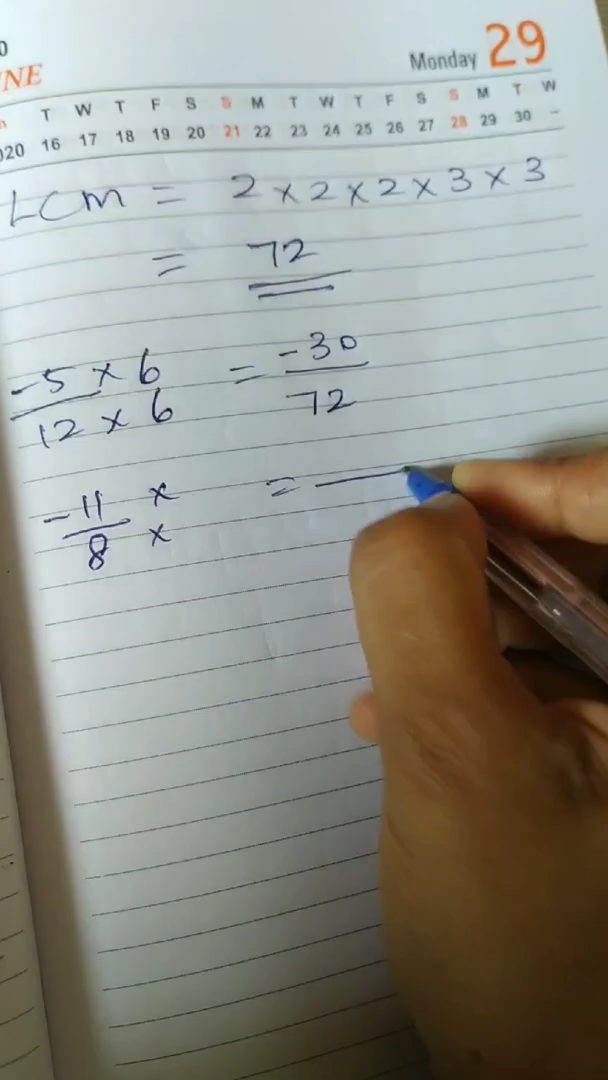 0
Monday 29
NE
T W T F S S M T W T F S S M T W
020 16 17 18 19 20 21 22 23 24 25 26 27 28 29 30 –
LCM = 2 × 2 × 2 × 3 × 3
= 72
-5 × 6 = -30
12 × 6 72
-11 × =
8 ×